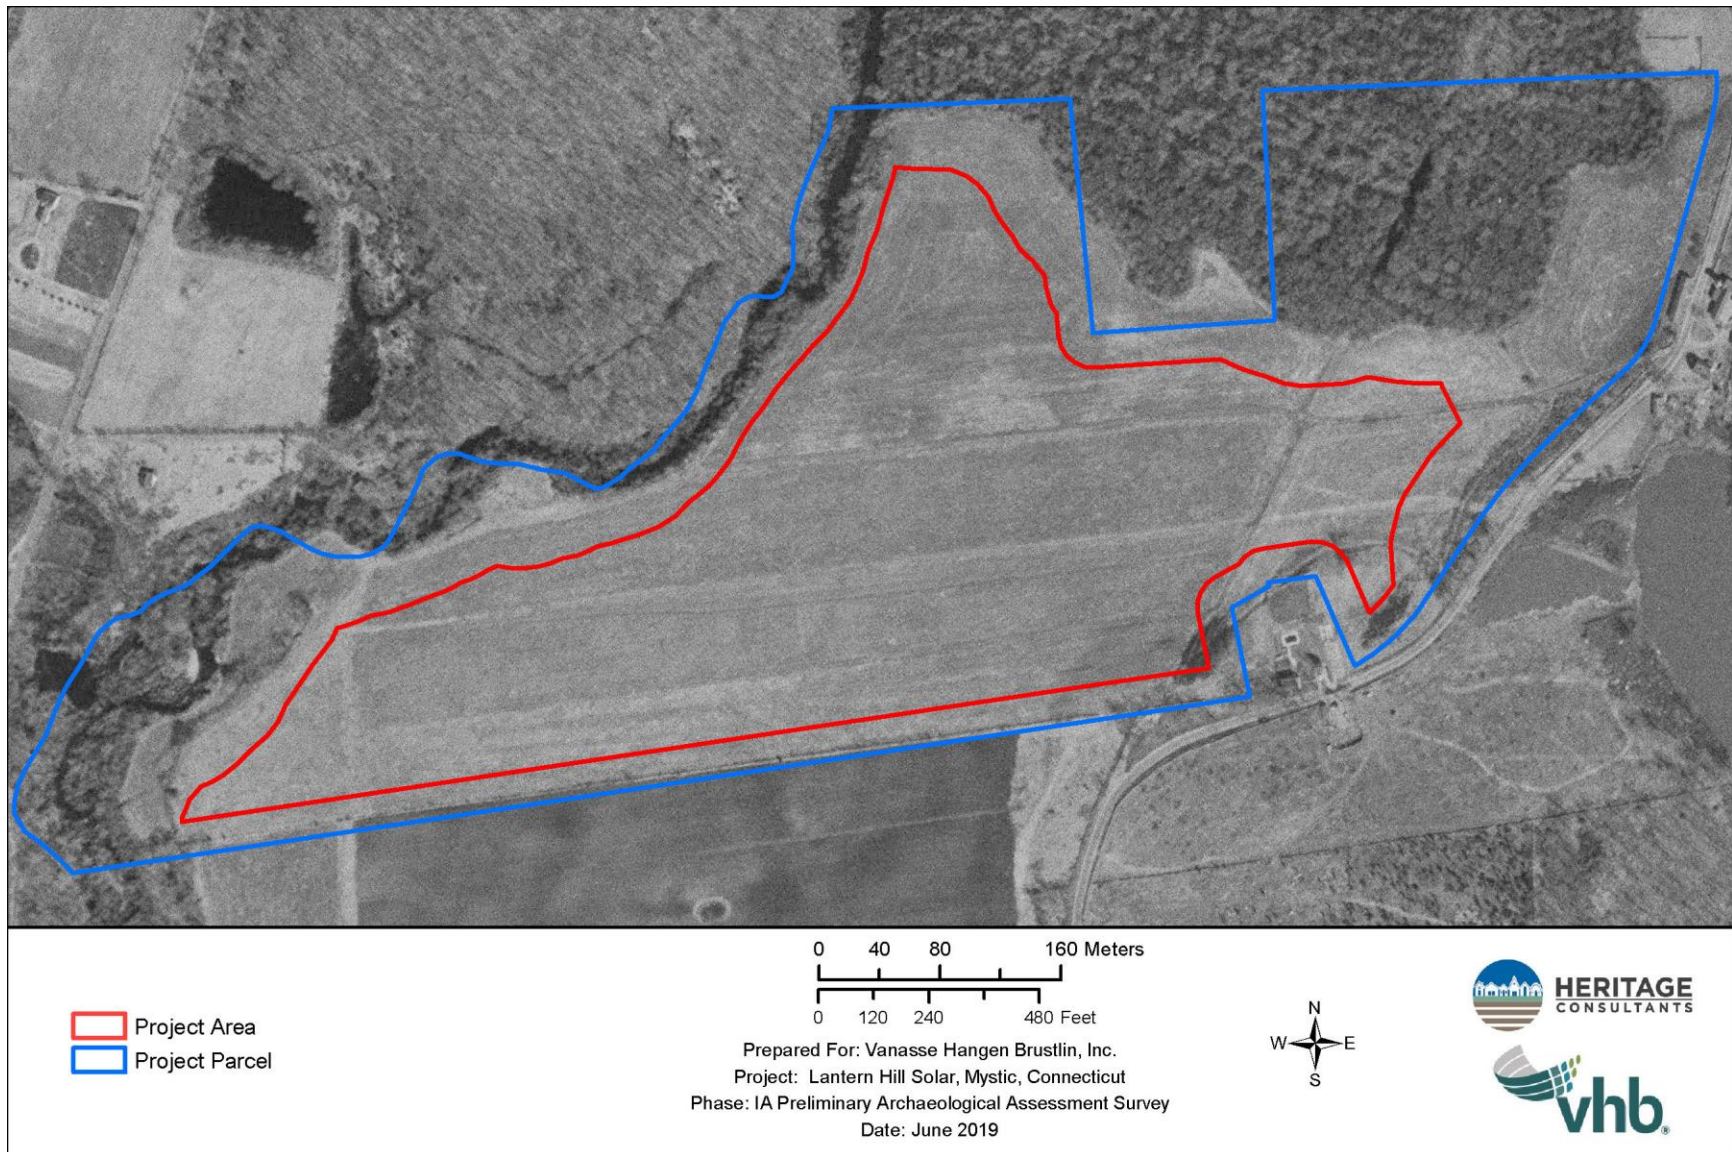 0 40 80 160 Meters
0 120 240 480 Feet
Project Area
Project Parcel
Prepared For: Vanasse Hangen Brustlin, Inc.
Project: Lantern Hill Solar, Mystic, Connecticut
Phase: IA Preliminary Archaeological Assessment Survey
Date: June 2019
N
W E
S
HERITAGE
CONSULTANTS
vhb®